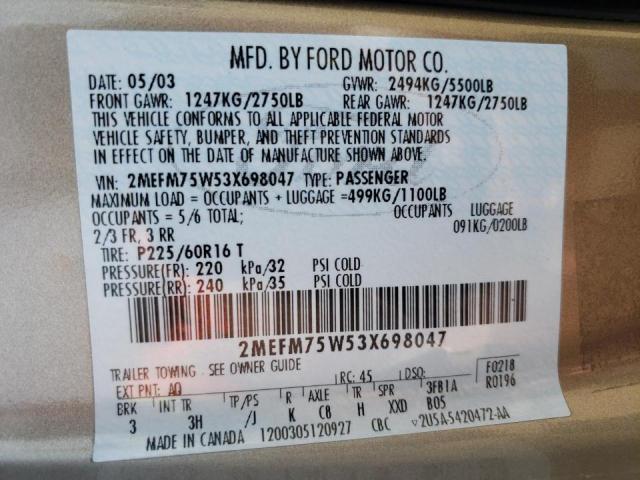 MFD. BY FORD MOTOR CO.
DATE: 05/03 GVWR: 2494KG/5500LB
FRONT GAWR: 1247KG/2750LB REAR GAWR: 1247KG/2750LB
THIS VEHICLE CONFORMS TO ALL APPLICABLE FEDERAL MOTOR
VEHICLE SAFETY, BUMPER, AND THEFT PREVENTION STANDARDS
IN EFFECT ON THE DATE OF MANUFACTURE SHOWN ABOVE.
VIN: 2MEFM75W53X698047 TYPE: PASSENGER
MAXIMUM LOAD = OCCUPANTS + LUGGAGE =499KG/1100LB
OCCUPANTS = 5/6 TOTAL; OCCUPANTS LUGGAGE
2/3 FR, 3 RR 091KG/0200LB
TIRE: P225/60R16 T
PRESSURE(FR): 220 kPa/32 PSI COLD
PRESSURE(RR): 240 kPa/35 PSI COLD
2MEFM75W53X698047
TRAILER TOWING - SEE OWNER GUIDE
EXT PNT: AQ RC: 45 DSO: F0218
BRK INT TR TP/PS R AXLE TR SPR 3FB1A R0196
3 3H /J K C8 H XXD B05
MADE IN CANADA 1200305120927 CBC 2U5A-5420472-AA